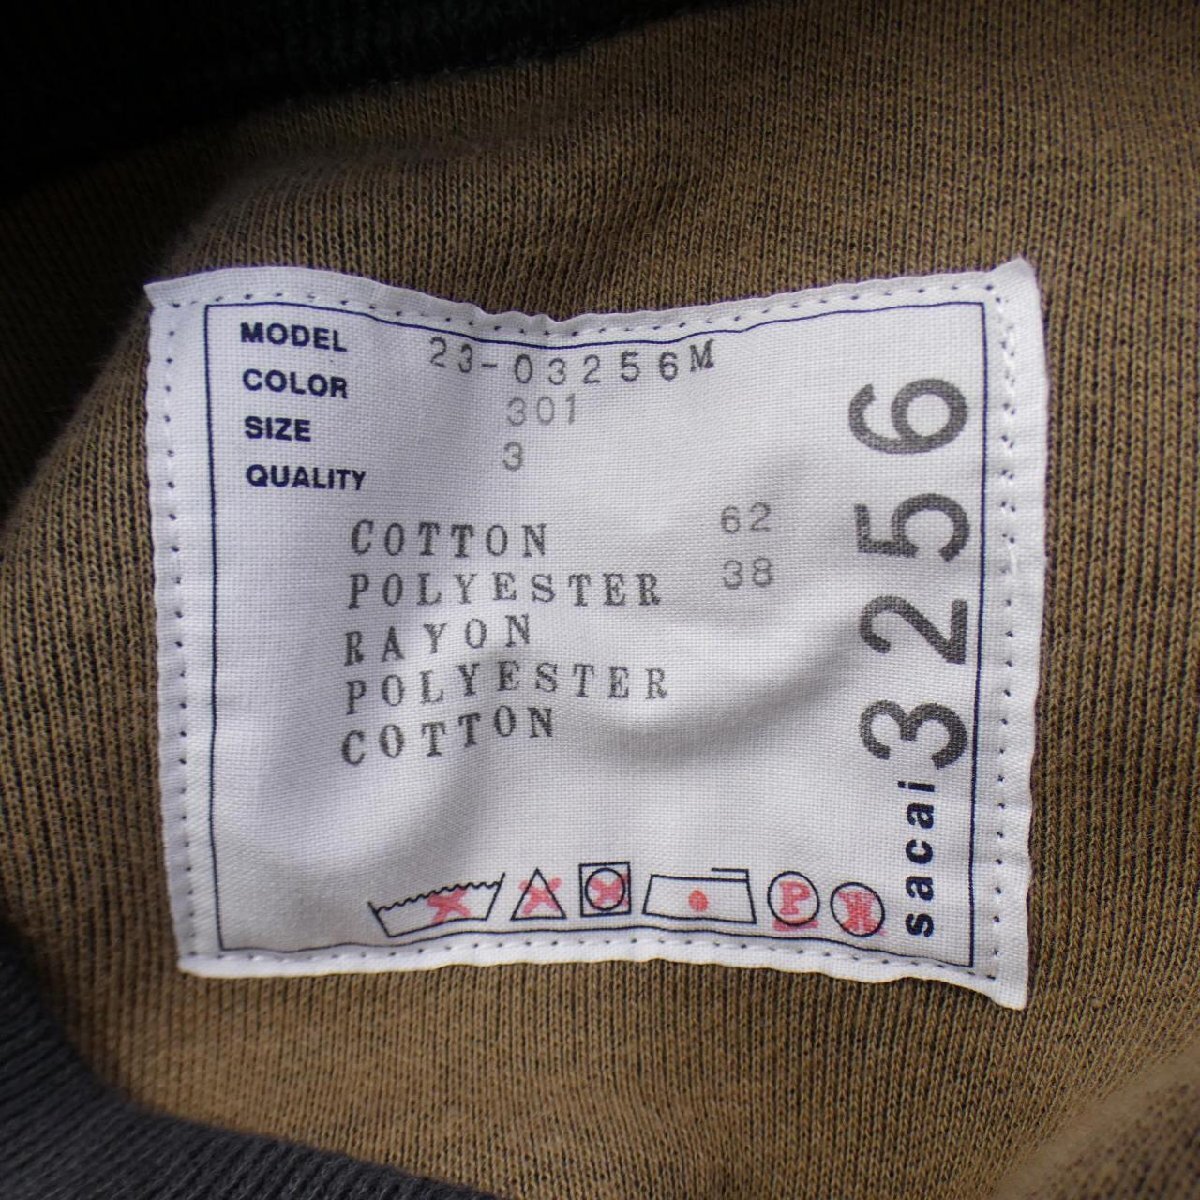 MODEL 23-03256M
COLOR 301
SIZE 3
QUALITY
COTTON 62
POLYESTER 38
RAYON
POLYESTER
COTTON
P
W
sacai 3256